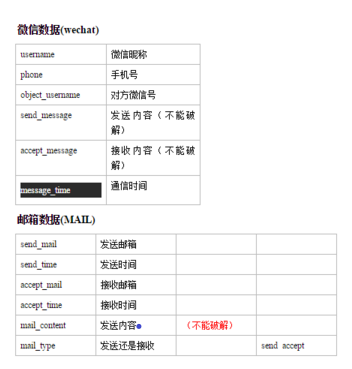 微信数据(wechat)
username 微信昵称
phone 手机号
object_username 对方微信号
send_message 发送内容（不能破
解）
accept_message 接收内容（不能破
解）
message_time 通信时间
邮箱数据(MAIL)
send_mail 发送邮箱
send_time 发送时间
accept_mail 接收邮箱
accept_time 接收时间
mail_content 发送内容 （不能破解）
mail_type 发送还是接收 send accept